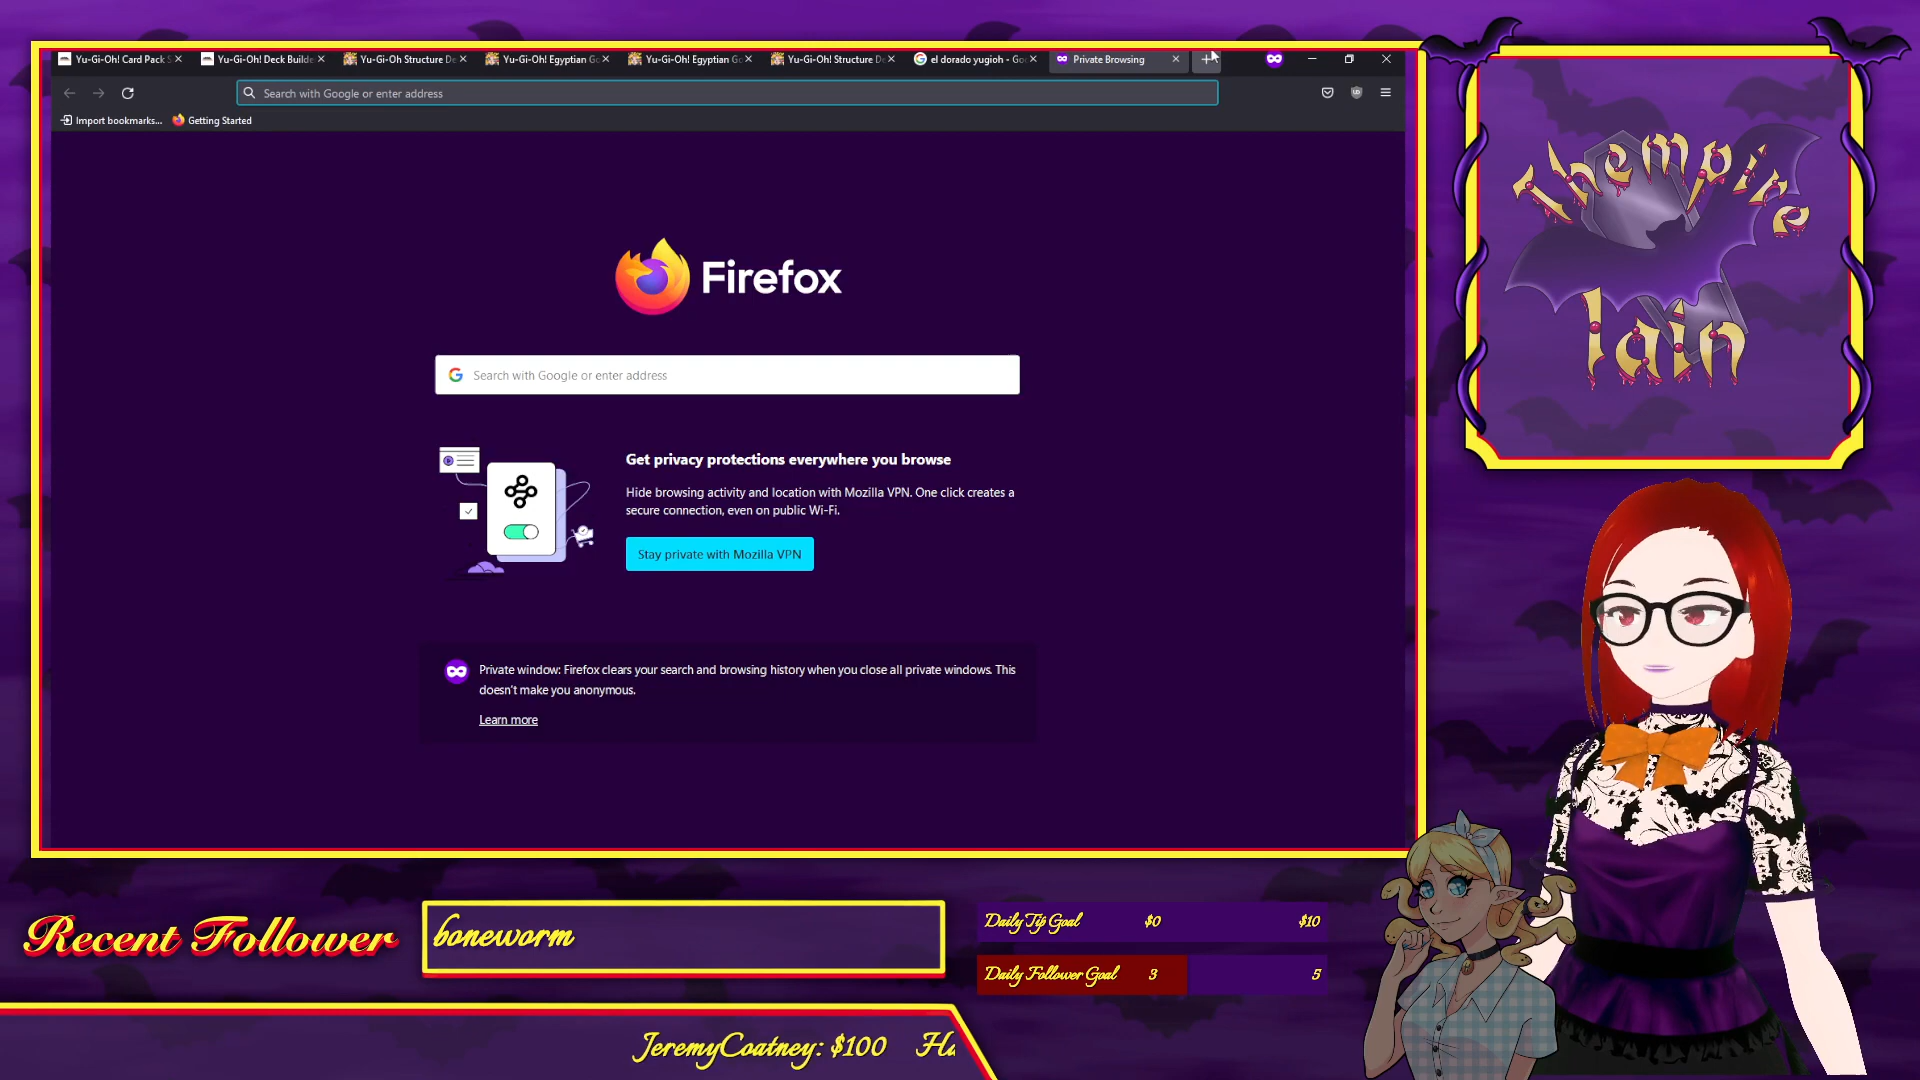 Yu-Gi-Oh! Card Pack S
Yu-Gi-Oh! Deck Builde
Yu-Gi-Oh Structure De
Yu-Gi-Oh! Egyptian Go
Yu-Gi-Oh! Egyptian Go
Yu-Gi-Oh! Structure De
el dorado yugioh - Goo
Private Browsing
Search with Google or enter address
Import bookmarks...
Getting Started
Firefox
Search with Google or enter address
Get privacy protections everywhere you browse
Hide browsing activity and location with Mozilla VPN. One click creates a
secure connection, even on public Wi-Fi.
Stay private with Mozilla VPN
Private window: Firefox clears your search and browsing history when you close all private windows. This
doesn't make you anonymous.
Learn more
Thempire
lain
Recent Follower
boneworm
Daily Tip Goal $0 $10
Daily Follower Goal 3 5
JeremyCoatney: $100 Ha